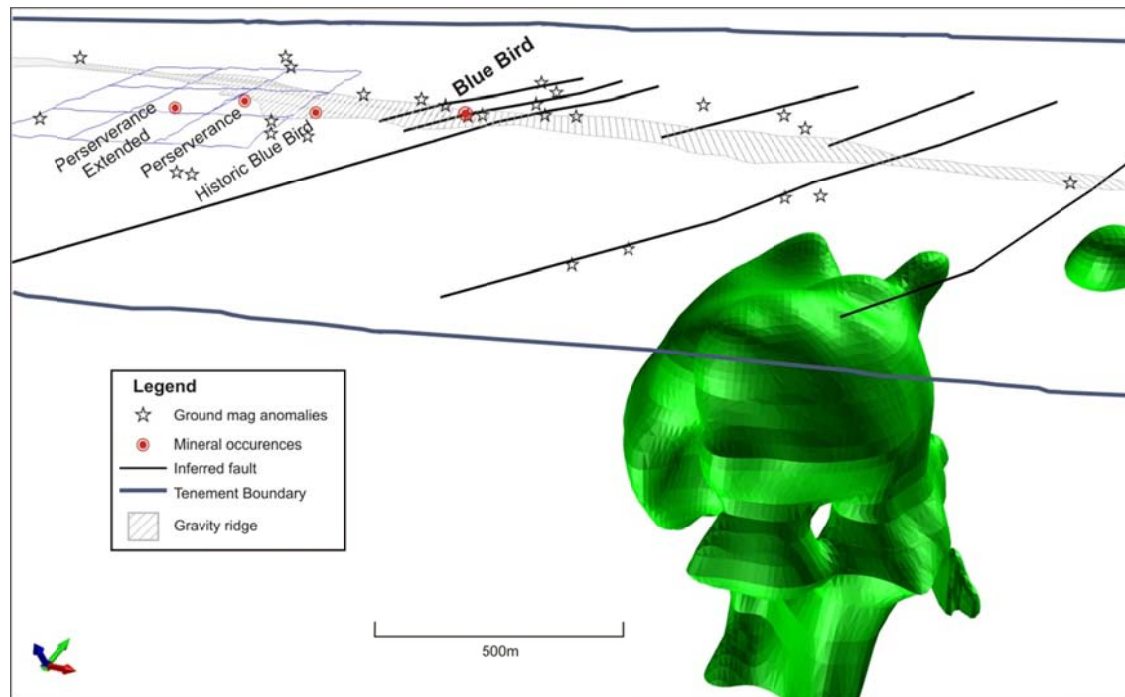 Blue Bird
Perserverance
Extended
Perserverance
Historic Blue Bird
Legend
Ground mag anomalies
Mineral occurences
Inferred fault
Tenement Boundary
Gravity ridge
500m